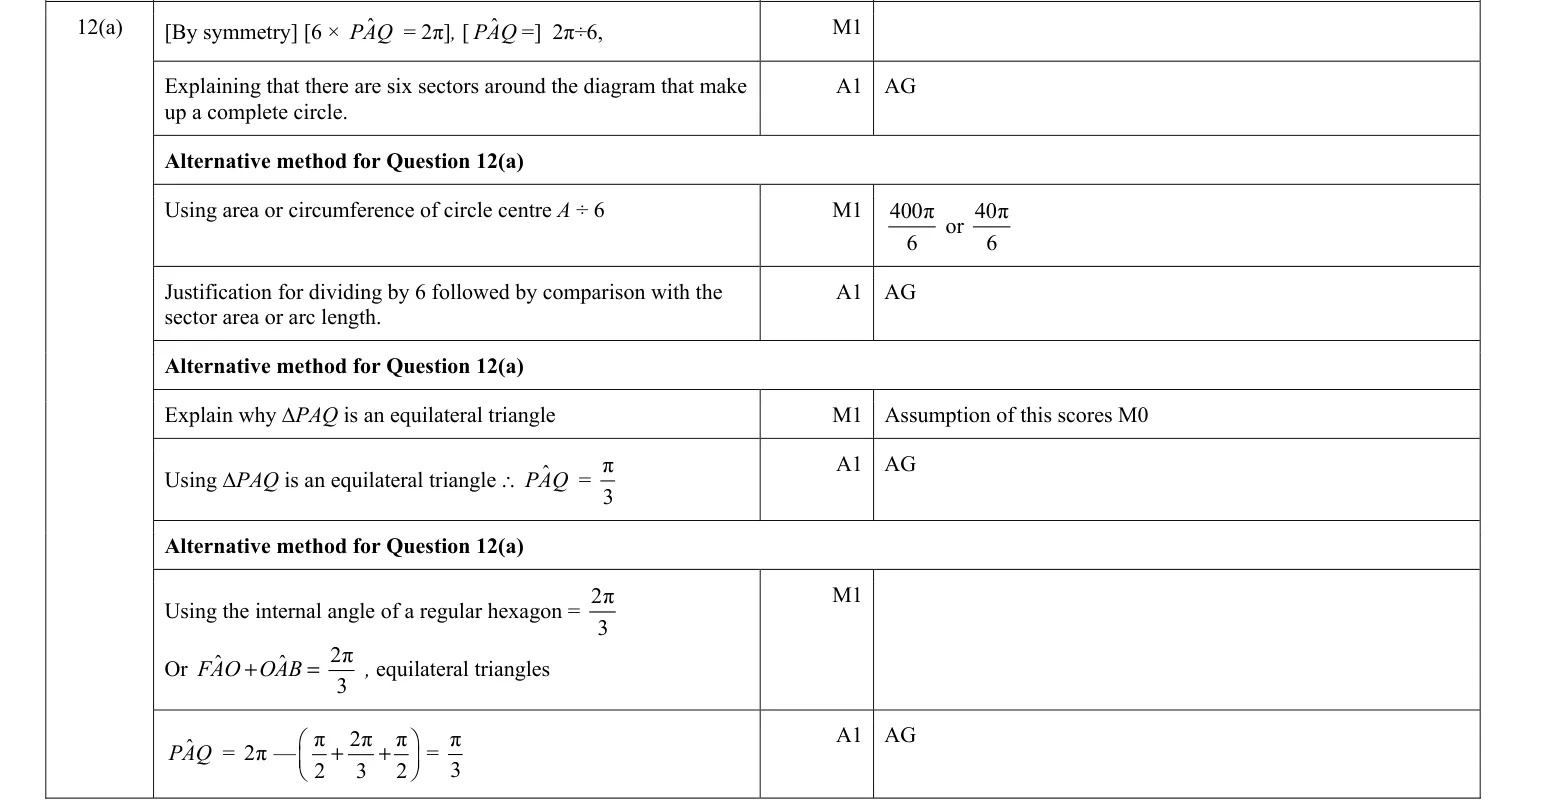 12(a) [By symmetry] [6 × PÂQ = 2π], [ PÂQ =] 2π÷6, M1
Explaining that there are six sectors around the diagram that make A1 AG
up a complete circle.
Alternative method for Question 12(a)
Using area or circumference of circle centre A ÷ 6 M1 400π/6 or 40π/6
Justification for dividing by 6 followed by comparison with the A1 AG
sector area or arc length.
Alternative method for Question 12(a)
Explain why ΔPAQ is an equilateral triangle M1 Assumption of this scores M0
Using ΔPAQ is an equilateral triangle ∴ PÂQ = π/3 A1 AG
Alternative method for Question 12(a)
Using the internal angle of a regular hexagon = 2π/3 M1
Or FÂO + OÂB = 2π/3 , equilateral triangles
PÂQ = 2π — (π/2 + 2π/3 + π/2) = π/3 A1 AG